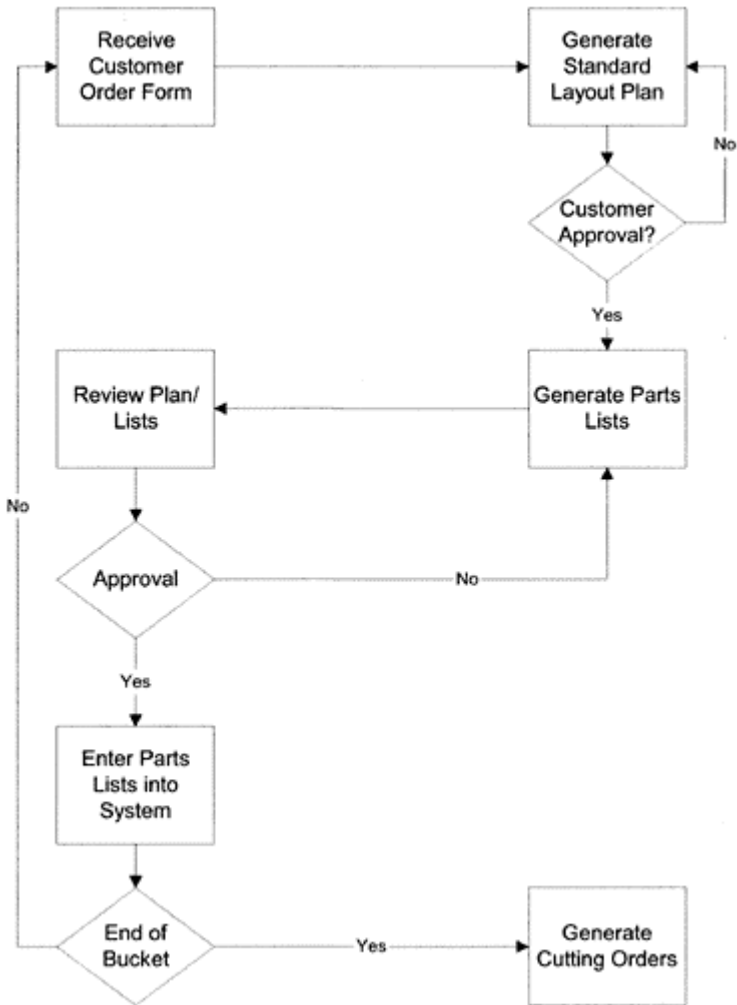 Receive
Customer
Order Form
Generate
Standard
Layout Plan
No
Customer
Approval?
Yes
Review Plan/
Lists
Generate Parts
Lists
No
Approval
No
Yes
Enter Parts
Lists into
System
End of
Bucket
Yes
Generate
Cutting Orders